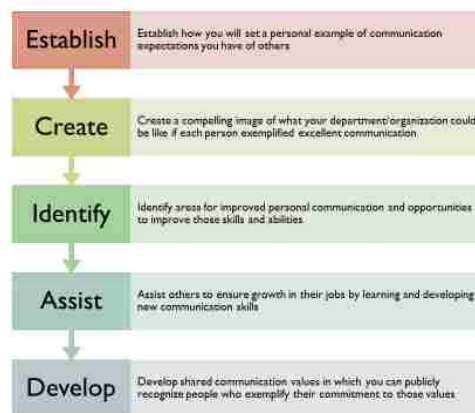 Establish
Establish how you will set a personal example of communication
expectations you have of others
Create
Create a compelling image of what your department/organization could
be like if each person exemplified excellent communication
Identify
Identify areas for improved personal communication and opportunities
to improve those skills and abilities
Assist
Assist others to ensure growth in their jobs by learning and developing
new communication skills
Develop
Develop shared communication values in which you can publicly
recognize people who exemplify their commitment to those values